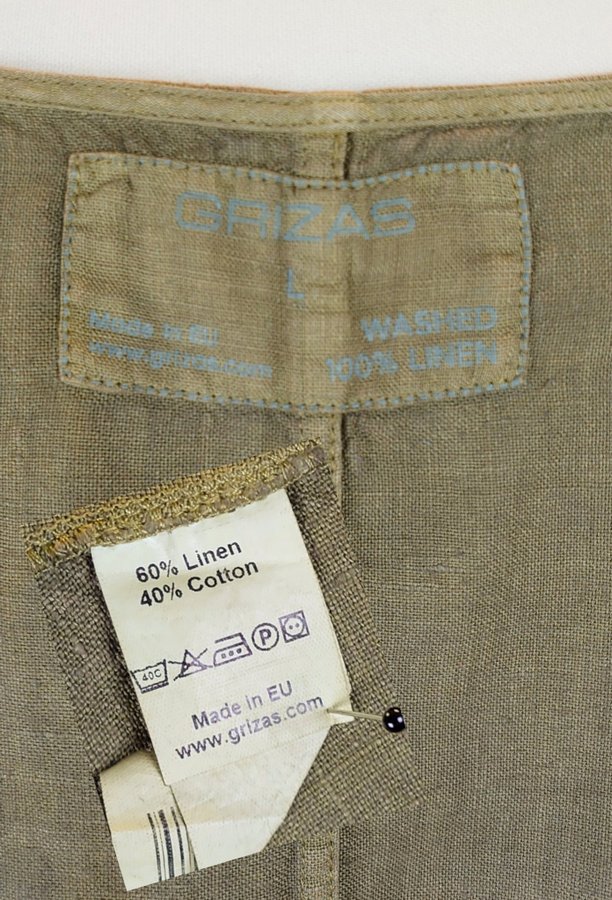 GRIZAS
L
Made in EU WASHED
www.grizas.com 100% LINEN
60% Linen
40% Cotton
40C P
Made in EU
www.grizas.com